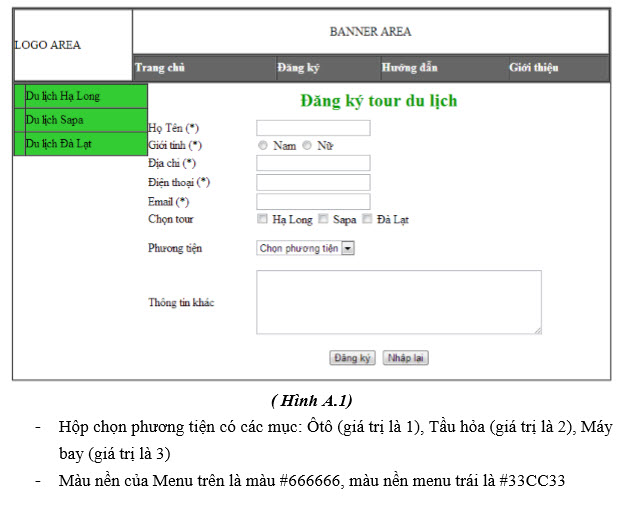 BANNER AREA
LOGO AREA
Trang chủ Đăng ký Hướng dẫn Giới thiệu
Du lịch Hạ Long
Du lịch Sapa
Du lịch Đà Lạt
Đăng ký tour du lịch
Họ Tên (*)
Giới tính (*) Nam Nữ
Địa chỉ (*)
Điện thoại (*)
Email (*)
Chọn tour Hạ Long Sapa Đà Lạt
Phương tiện Chọn phương tiện
Thông tin khác
Đăng ký Nhập lại
( Hình A.1)
- Hộp chọn phương tiện có các mục: Ôtô (giá trị là 1), Tầu hỏa (giá trị là 2), Máy
bay (giá trị là 3)
- Màu nền của Menu trên là màu #666666, màu nền menu trái là #33CC33